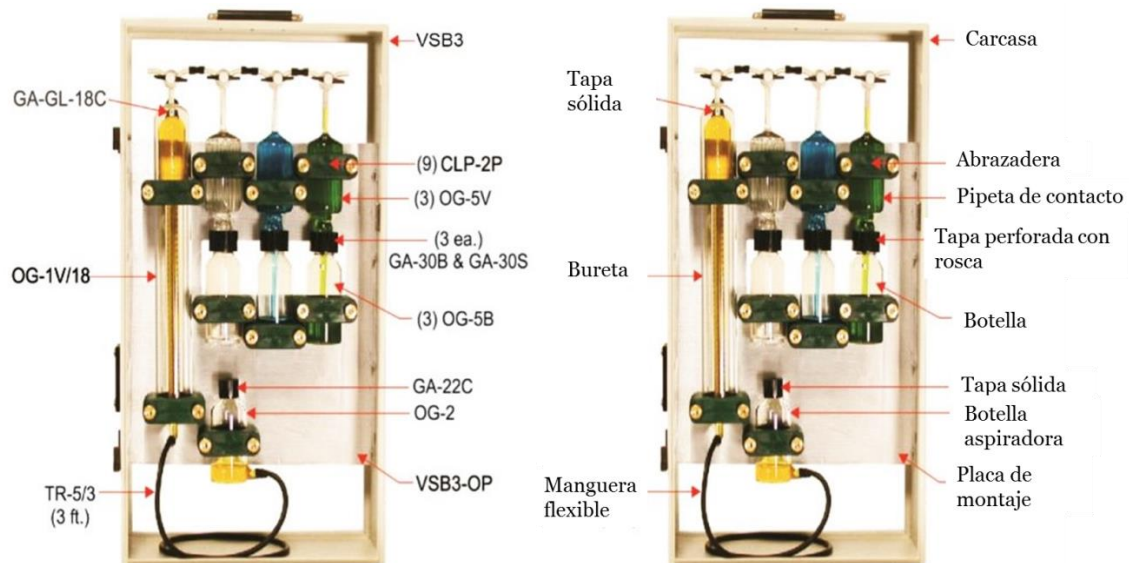 VSB3
GA-GL-18C
(9) CLP-2P
(3) OG-5V
(3 ea.)
GA-30B & GA-30S
OG-1V/18
(3) OG-5B
GA-22C
OG-2
VSB3-OP
TR-5/3
(3 ft.)
Carcasa
Tapa
sólida
Abrazadera
Pipeta de contacto
Tapa perforada con
rosca
Bureta
Botella
Tapa sólida
Botella
aspiradora
Placa de
montaje
Manguera
flexible